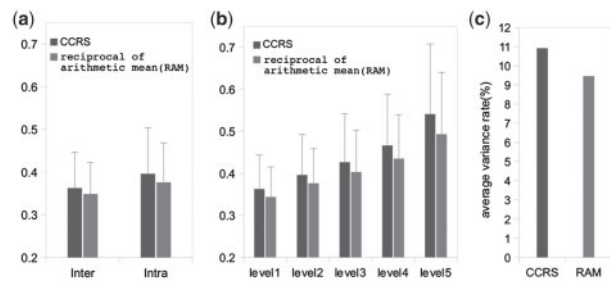 (a)
CCRS
reciprocal of
arithmetic mean(RAM)
0.7
0.6
0.5
0.4
0.3
0.2
Inter Intra
(b)
CCRS
reciprocal of
arithmetic mean(RAM)
0.7
0.6
0.5
0.4
0.3
0.2
level1 level2 level3 level4 level5
(c)
average variance rate(%)
12
11
10
9
8
7
6
5
4
3
2
1
0
CCRS RAM